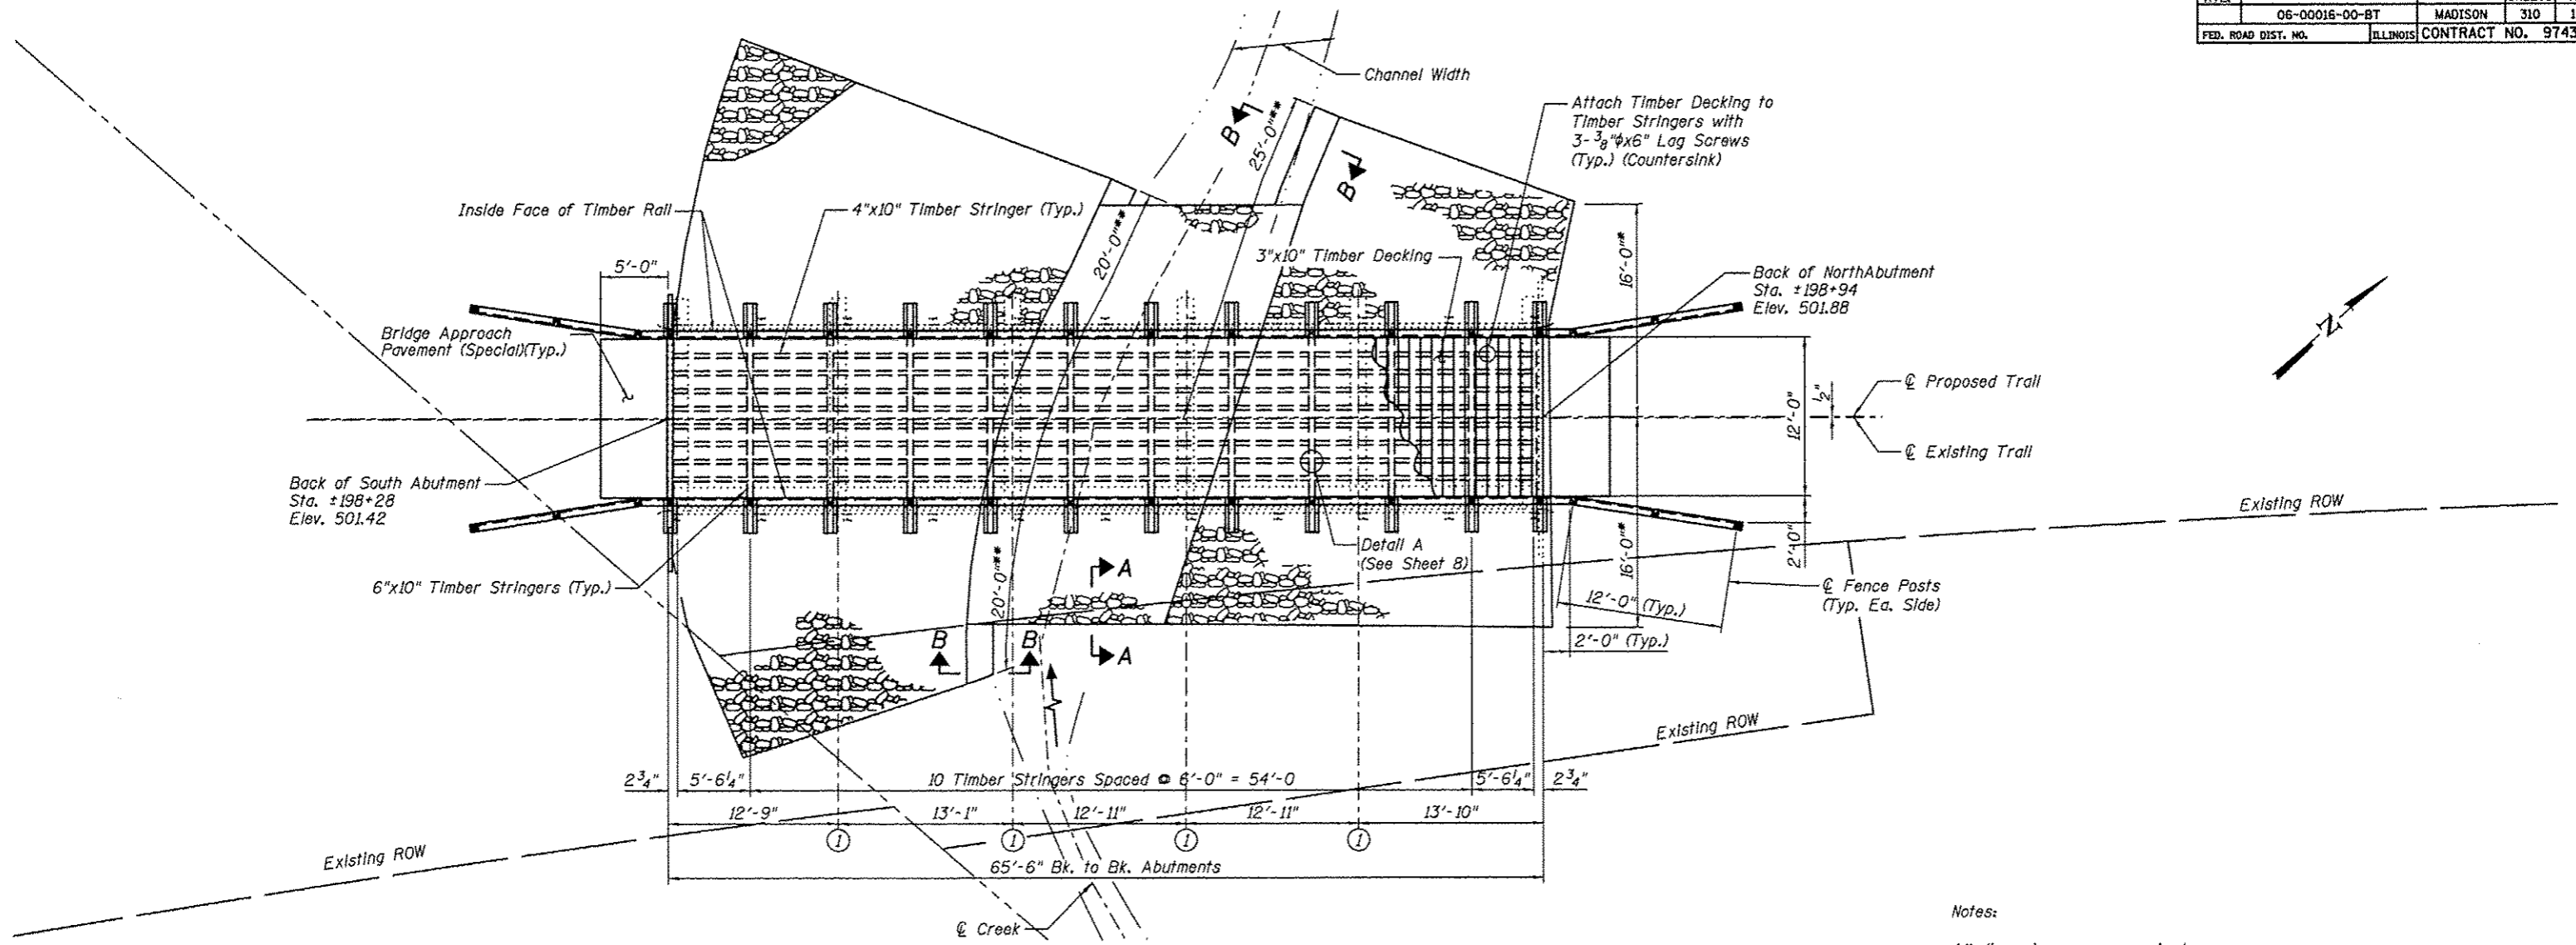 06-00016-00-BT MADISON 310
FED. ROAD DIST. NO. ILLINOIS CONTRACT NO. 9743
Channel Width
Attach Timber Decking to
Timber Stringers with
3-3/8"ϕx6" Lag Screws
(Typ.) (Countersink)
B
B
25'-0"**
Inside Face of Timber Rail
4"x10" Timber Stringer (Typ.)
20'-0"**
3"x10" Timber Decking
16'-0"*
5'-0"
Back of NorthAbutment
Sta. ±198+94
Elev. 501.88
Bridge Approach
Pavement (Special)(Typ.)
N
℄ Proposed Trail
1/2"
12'-0"
℄ Existing Trail
Back of South Abutment
Sta. ±198+28
Elev. 501.42
Existing ROW
Detail A
(See Sheet 8)
2'-0"
16'-0"*
6"x10" Timber Stringers (Typ.)
A
20'-0"**
℄ Fence Posts
(Typ. Ea. Side)
12'-0" (Typ.)
B
B
A
2'-0" (Typ.)
Existing ROW
2 3/4" 5'-6 1/4" 10 Timber Stringers Spaced @ 6'-0" = 54'-0 5'-6 1/4" 2 3/4"
12'-9" 13'-1" 12'-11" 12'-11" 13'-10"
1 1 1 1
Existing ROW
65'-6" Bk. to Bk. Abutments
℄ Creek
Notes: